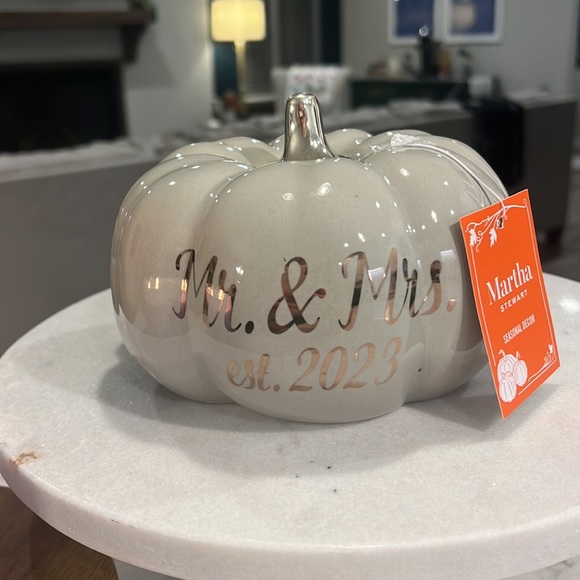 Mr. & Mrs.
est. 2023
Martha
STEWART
SEASONAL DECOR